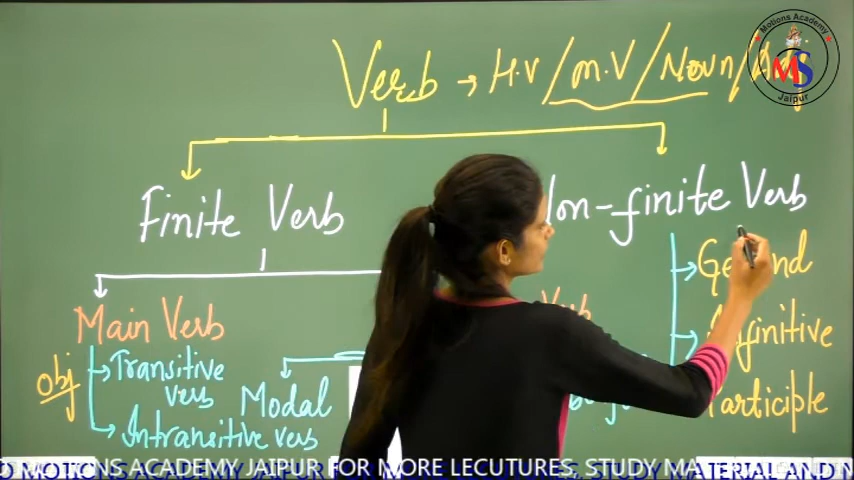 Verb → H.V / M.V / Noun /
Motions Academy
MS
Jaipur
Finite Verb
Non-finite Verb
Main Verb
Verb
Gerund
Infinitive
Participle
obj
Transitive
verb
Intransitive verb
Modal
MOTIONS ACADEMY JAIPUR FOR MORE LECUTURES, STUDY MATERIAL AND